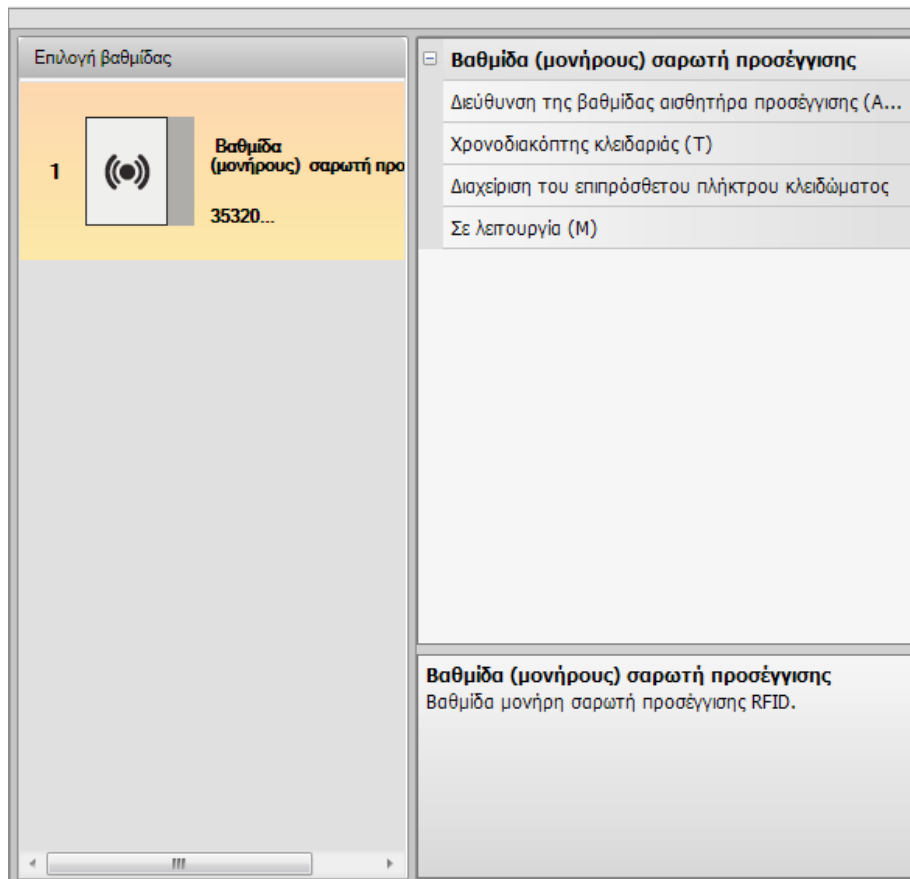 Επιλογή βαθμίδας
1
Βαθμίδα
(μονήρους) σαρωτή προ
35320...
Βαθμίδα (μονήρους) σαρωτή προσέγγισης
Διεύθυνση της βαθμίδας αισθητήρα προσέγγισης (A...
Χρονοδιακόπτης κλειδαριάς (T)
Διαχείριση του επιπρόσθετου πλήκτρου κλειδώματος
Σε λειτουργία (M)
Βαθμίδα (μονήρους) σαρωτή προσέγγισης
Βαθμίδα μονήρη σαρωτή προσέγγισης RFID.